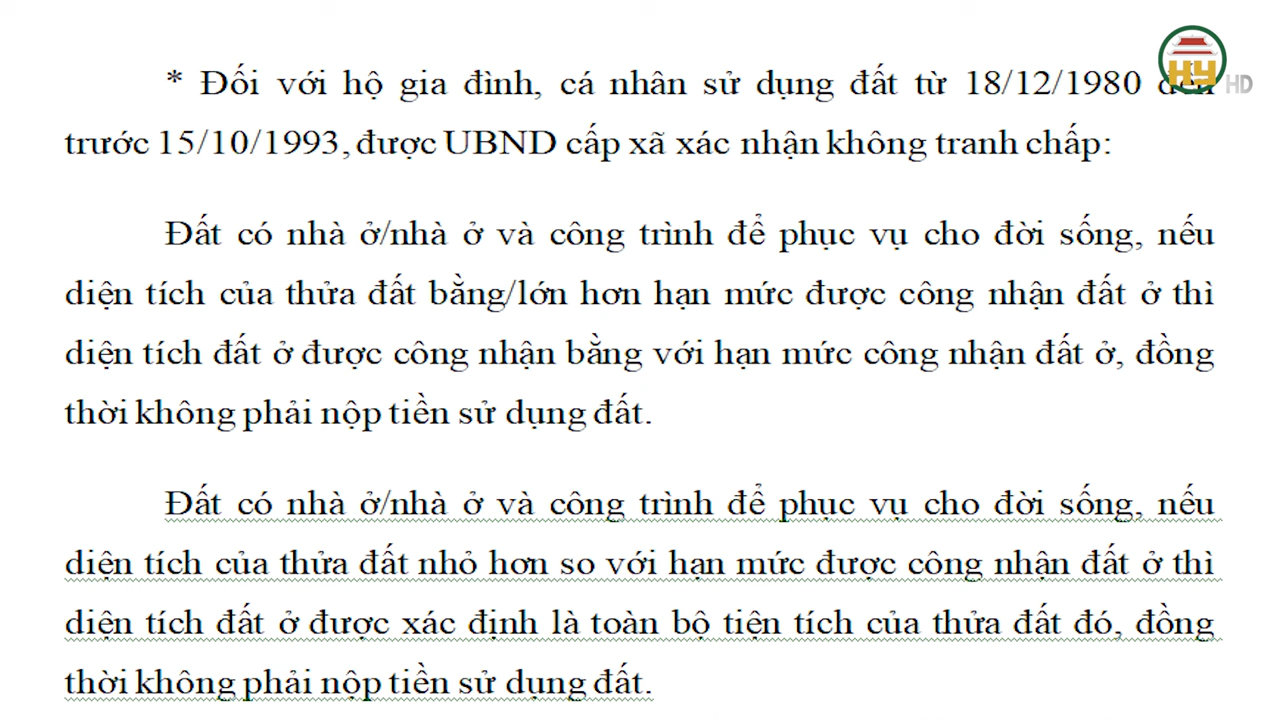 * Đối với hộ gia đình, cá nhân sử dụng đất từ 18/12/1980 đến
trước 15/10/1993, được UBND cấp xã xác nhận không tranh chấp:
Đất có nhà ở/nhà ở và công trình để phục vụ cho đời sống, nếu
diện tích của thửa đất bằng/lớn hơn hạn mức được công nhận đất ở thì
diện tích đất ở được công nhận bằng với hạn mức công nhận đất ở, đồng
thời không phải nộp tiền sử dụng đất.
Đất có nhà ở/nhà ở và công trình để phục vụ cho đời sống, nếu
diện tích của thửa đất nhỏ hơn so với hạn mức được công nhận đất ở thì
diện tích đất ở được xác định là toàn bộ tiện tích của thửa đất đó, đồng
thời không phải nộp tiền sử dụng đất.
HY HD